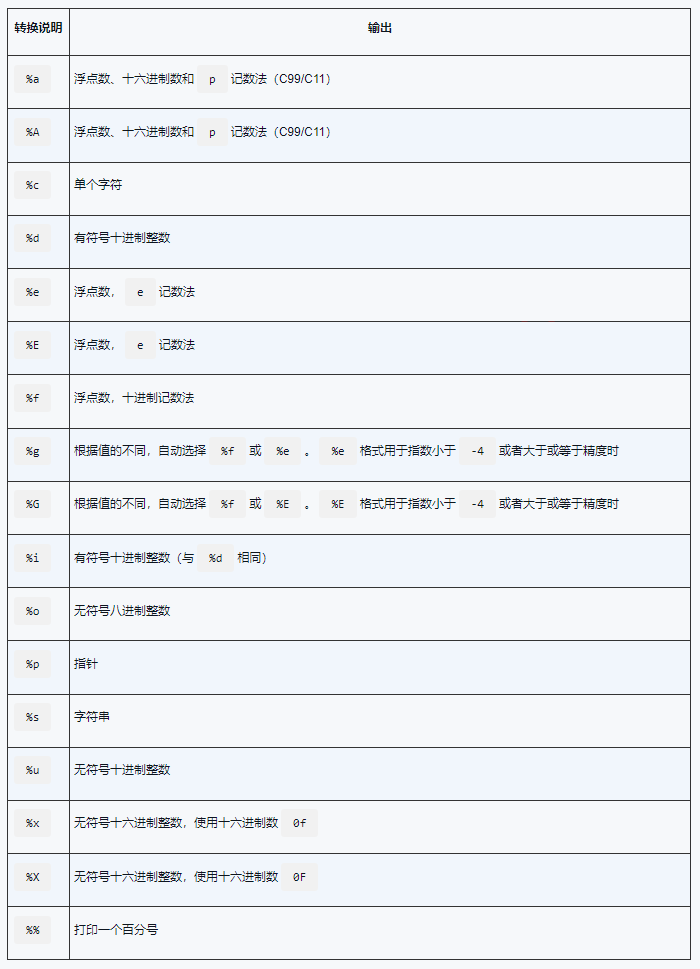 转换说明 输出
%a 浮点数、十六进制数和 p 记数法（C99/C11）
%A 浮点数、十六进制数和 p 记数法（C99/C11）
%c 单个字符
%d 有符号十进制整数
%e 浮点数， e 记数法
%E 浮点数， e 记数法
%f 浮点数，十进制记数法
%g 根据值的不同，自动选择 %f 或 %e 。 %e 格式用于指数小于 -4 或者大于或等于精度时
%G 根据值的不同，自动选择 %f 或 %E 。 %E 格式用于指数小于 -4 或者大于或等于精度时
%i 有符号十进制整数（与 %d 相同）
%o 无符号八进制整数
%p 指针
%s 字符串
%u 无符号十进制整数
%x 无符号十六进制整数，使用十六进制数 0f
%X 无符号十六进制整数，使用十六进制数 0F
%% 打印一个百分号